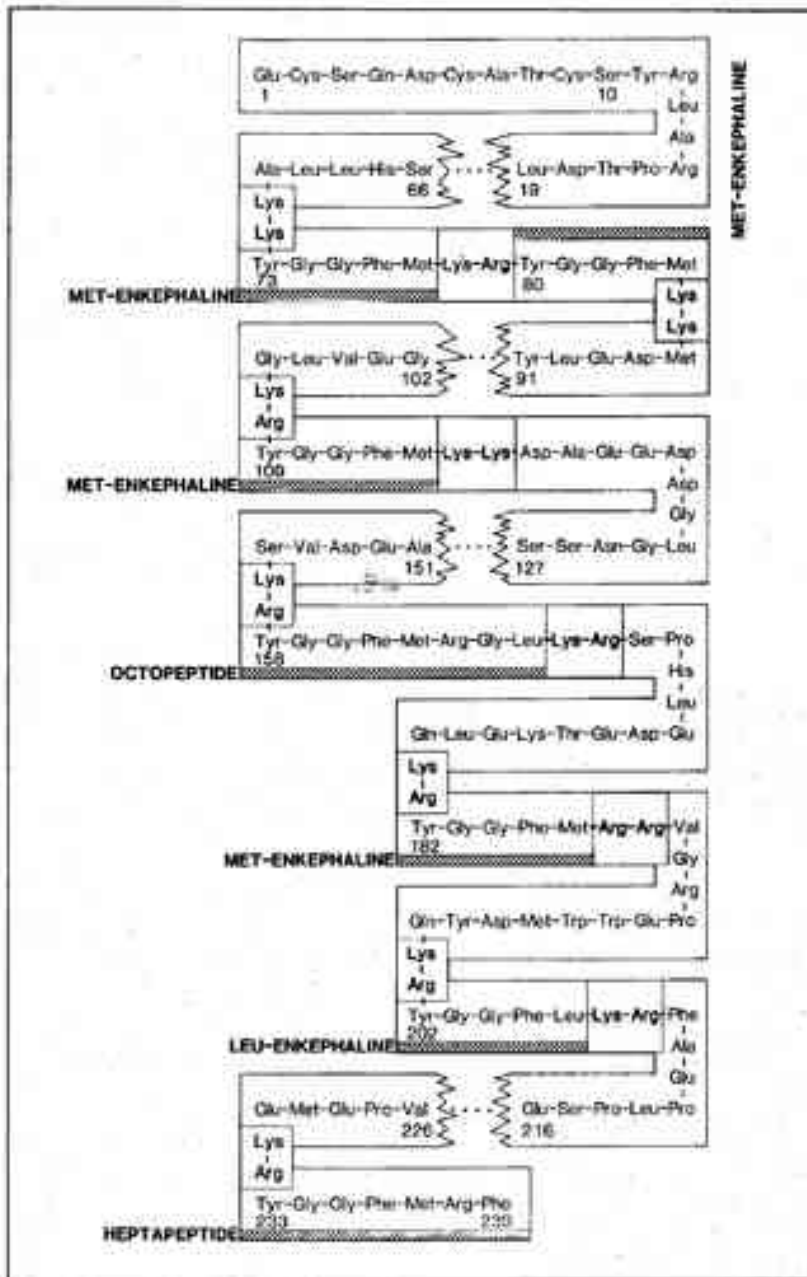 Glu-Cys-Ser-Gln-Asp-Cys-Ala-Thr-Cys-Ser-Tyr-Arg
1 10
Leu
Ala
MET-ENKEPHALINE
Ala-Leu-Leu-His-Ser ···· Leu-Asp-Thr-Pro-Arg
66 19
Lys
Lys
Tyr-Gly-Gly-Phe-Met-Lys-Arg-Tyr-Gly-Gly-Phe-Met
73 80
MET-ENKEPHALINE
Lys
Lys
Gly-Leu-Val-Glu-Gly ···· Tyr-Leu-Glu-Asp-Met
102 91
Lys
Arg
Tyr-Gly-Gly-Phe-Met-Lys-Lys-Asp-Ala-Glu-Glu-Asp
109
MET-ENKEPHALINE
Asp
Gly
Ser-Val-Asp-Glu-Ala ···· Ser-Ser-Asn-Gly-Leu
151 127
Lys
Arg
Tyr-Gly-Gly-Phe-Met-Arg-Gly-Leu-Lys-Arg-Ser-Pro
158
OCTOPEPTIDE
His
Leu
Gln-Leu-Glu-Lys-Thr-Glu-Asp-Glu
Lys
Arg
Tyr-Gly-Gly-Phe-Met-Arg-Arg-Val
182
MET-ENKEPHALINE
Gly
Arg
Gln-Tyr-Asp-Met-Trp-Trp-Glu-Pro
Lys
Arg
Tyr-Gly-Gly-Phe-Leu-Lys-Arg-Phe
202
LEU-ENKEPHALINE
Ala
Glu
Glu-Met-Glu-Pro-Val ···· Glu-Ser-Pro-Leu-Pro
226 216
Lys
Arg
Tyr-Gly-Gly-Phe-Met-Arg-Phe
233 239
HEPTAPEPTIDE